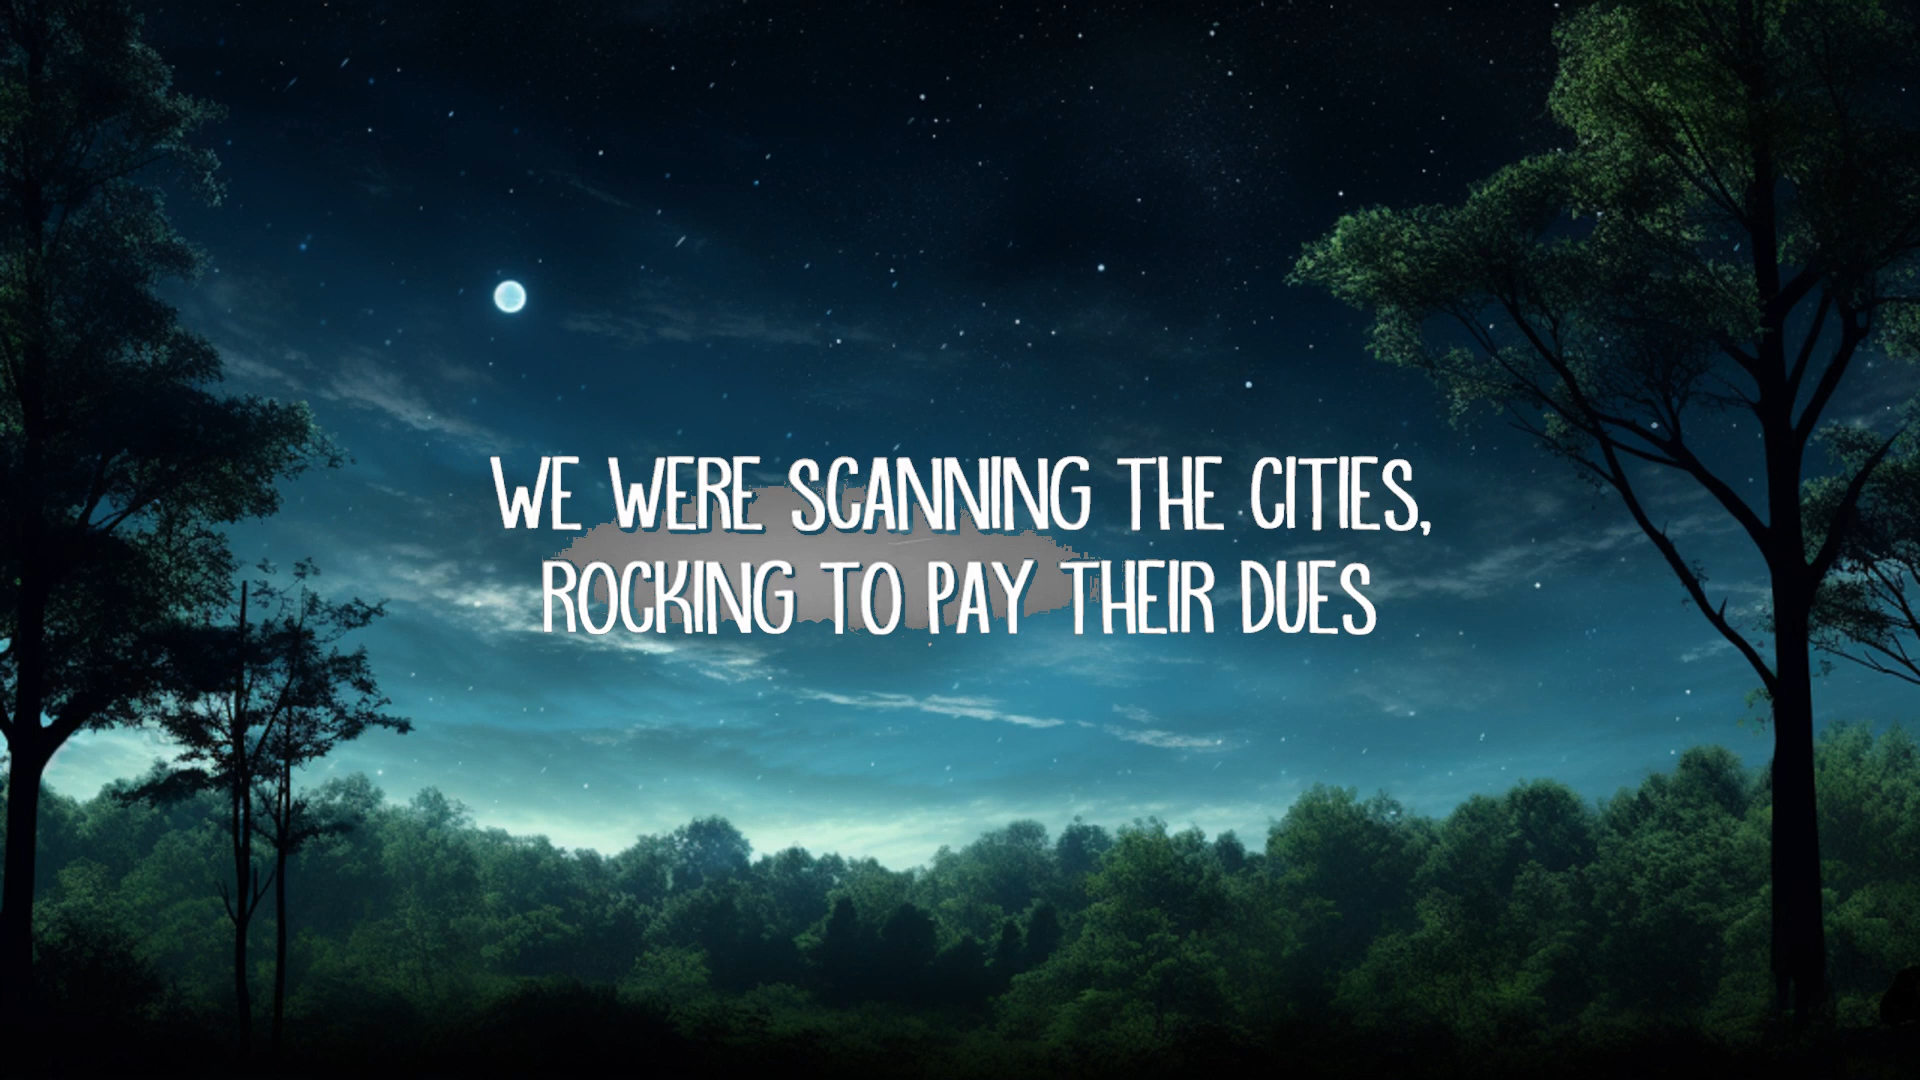 WE WERE SCANNING THE CITIES,
ROCKING TO PAY THEIR DUES